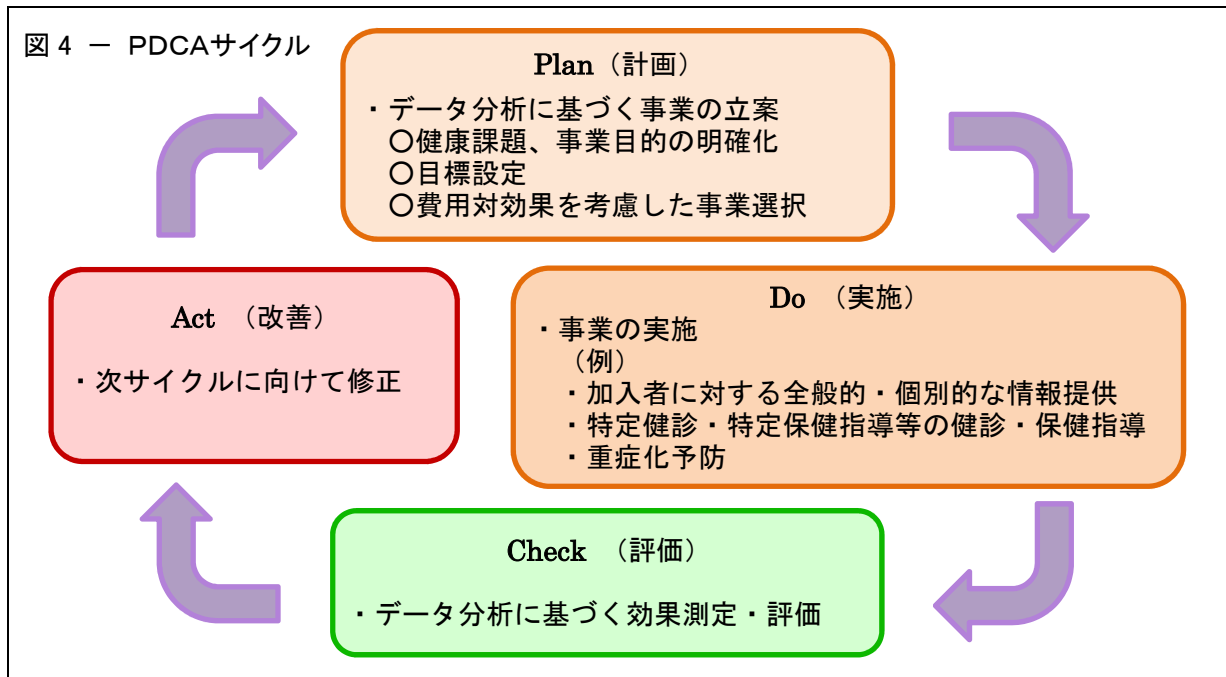 図 4 － PDCAサイクル
Plan（計画）
・データ分析に基づく事業の立案
〇健康課題、事業目的の明確化
〇目標設定
〇費用対効果を考慮した事業選択
Do （実施）
・事業の実施
（例）
・加入者に対する全般的・個別的な情報提供
・特定健診・特定保健指導等の健診・保健指導
・重症化予防
Check （評価）
・データ分析に基づく効果測定・評価
Act （改善）
・次サイクルに向けて修正